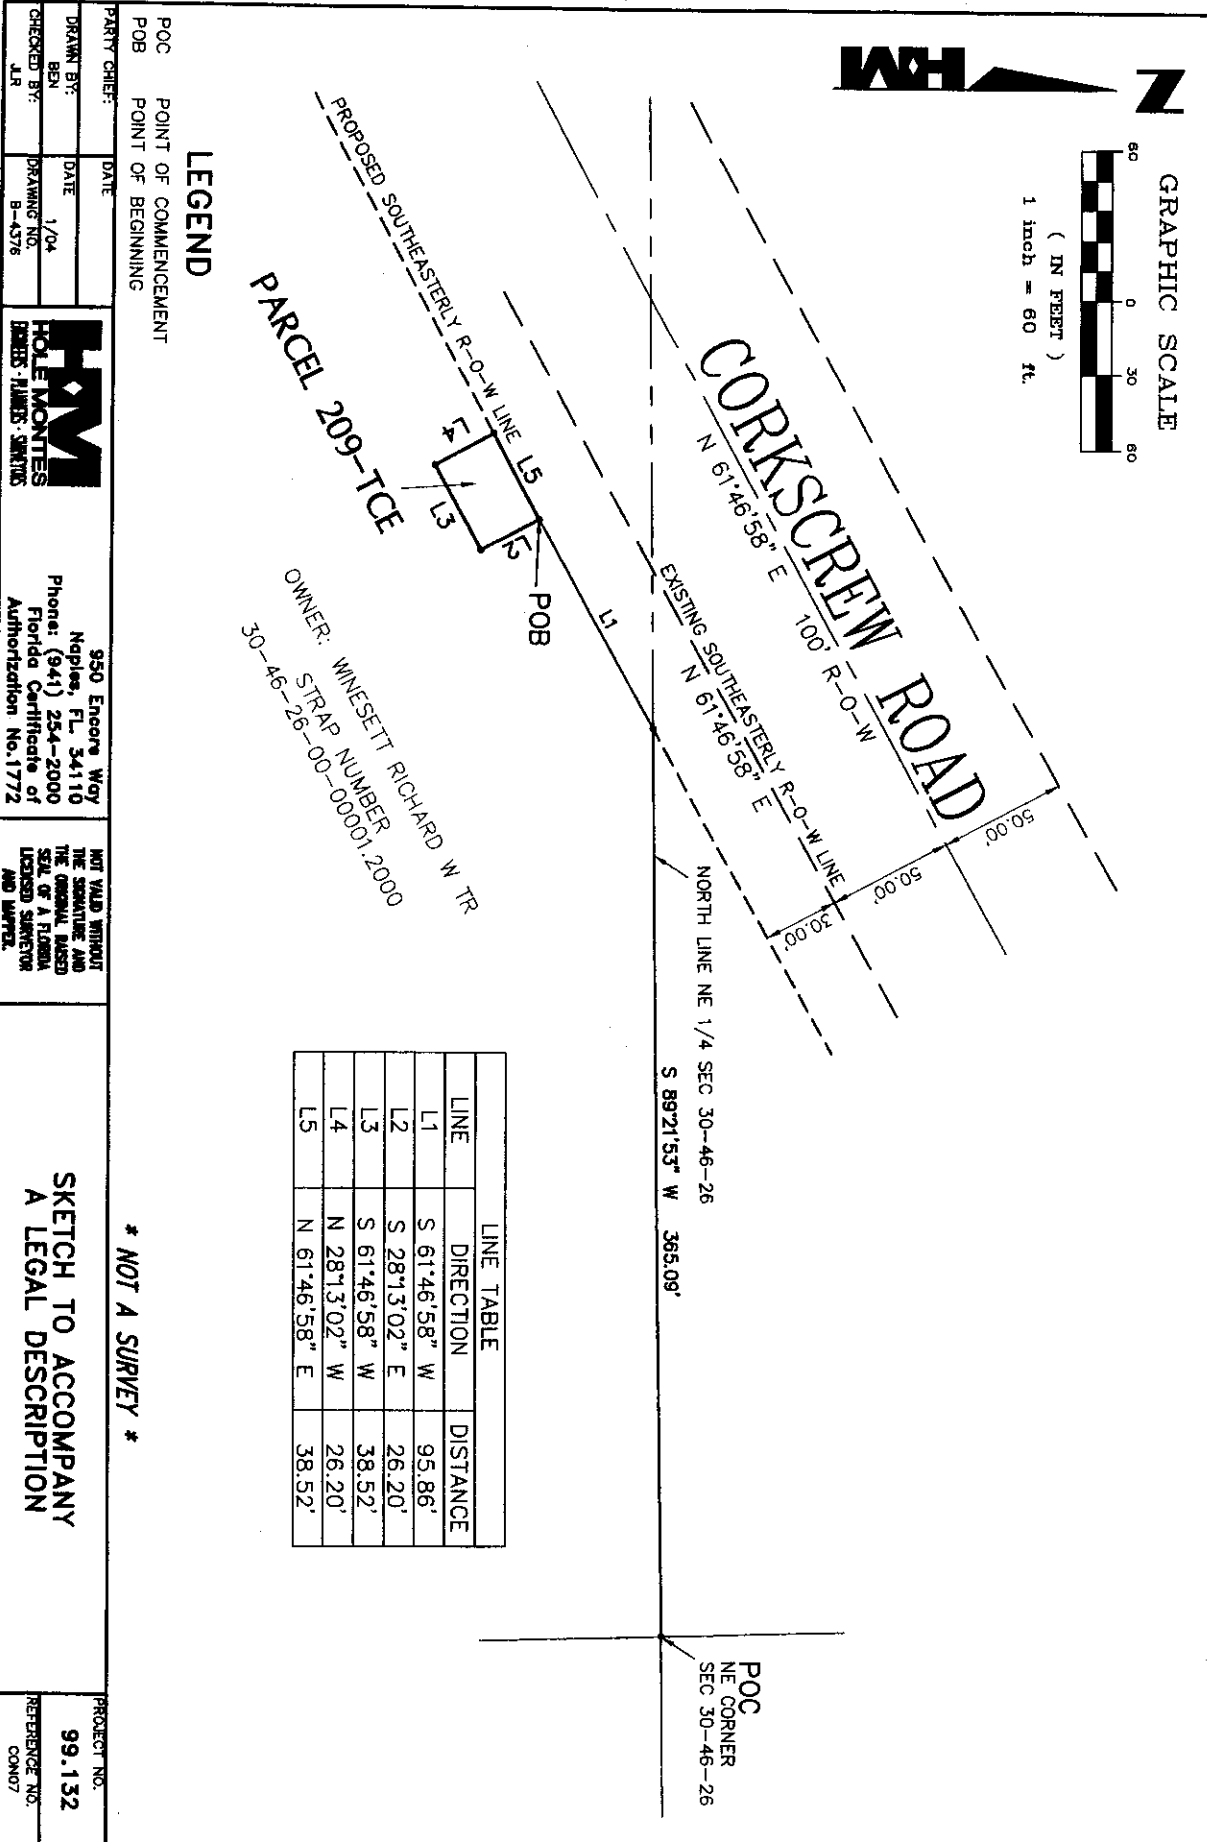 N
HM
GRAPHIC SCALE
60 0 30 60
( IN FEET )
1 inch = 60 ft.
CORKSCREW ROAD
N 61°46'58" E 100' R-O-W
50.00'
50.00'
30.00'
EXISTING SOUTHEASTERLY R-O-W LINE
N 61°46'58" E
PROPOSED SOUTHEASTERLY R-O-W LINE
NORTH LINE NE 1/4 SEC 30-46-26
S 89°21'53" W 365.09'
POC
NE CORNER
SEC 30-46-26
L1
POB
L5
L2
L4
L3
PARCEL 209-TCE
OWNER: WINESETT RICHARD W TR
STRAP NUMBER
30-46-26-00-00001.2000
LINE TABLE
LINE DIRECTION DISTANCE
L1 S 61°46'58" W 95.86'
L2 S 28°13'02" E 26.20'
L3 S 61°46'58" W 38.52'
L4 N 28°13'02" W 26.20'
L5 N 61°46'58" E 38.52'
LEGEND
POC POINT OF COMMENCEMENT
POB POINT OF BEGINNING
* NOT A SURVEY *
PARTY CHIEF: DATE
DRAWN BY: BEN DATE 1/04
CHECKED BY: JLR DRAWING NO. B-4376
HM
HOLE MONTES
ENGINEERS · PLANNERS · SURVEYORS
950 Encore Way
Naples, FL. 34110
Phone: (941) 254-2000
Florida Certificate of
Authorization No.1772
NOT VALID WITHOUT
THE SIGNATURE AND
THE ORIGINAL RAISED
SEAL OF A FLORIDA
LICENSED SURVEYOR
AND MAPPER.
SKETCH TO ACCOMPANY
A LEGAL DESCRIPTION
PROJECT NO.
99.132
REFERENCE NO.
CON07